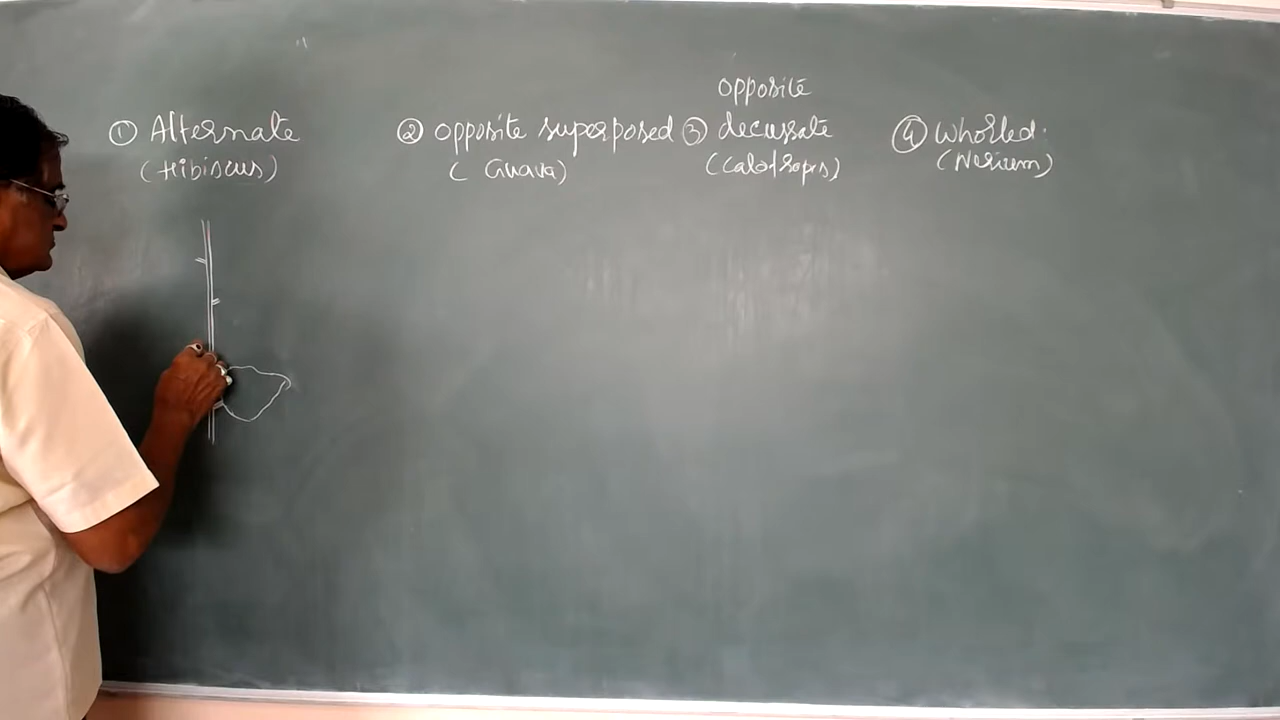 ① Alternate
(Hibiscus)
② opposite superposed
(Guava)
opposite
③ decussate
(Calotropis)
④ whorled.
(Nerium)